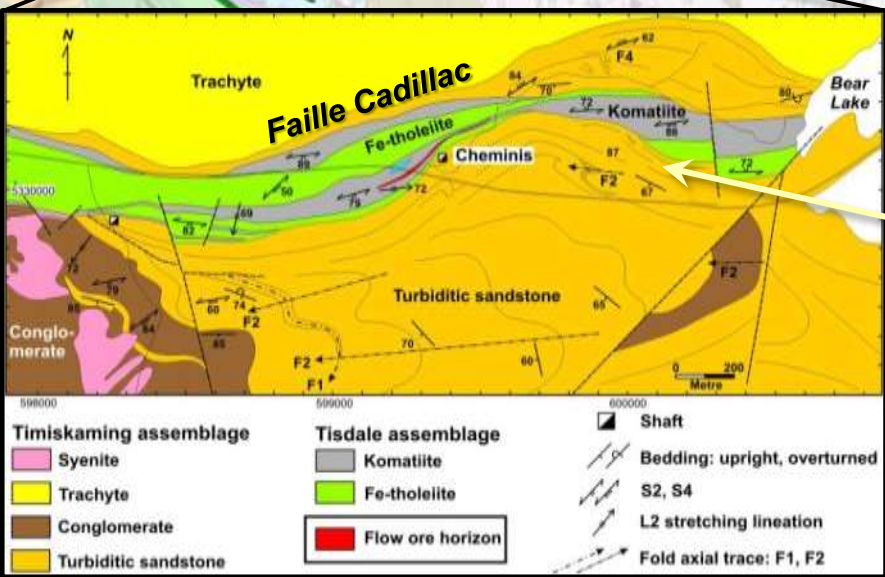 N
Trachyte
Faille Cadillac
Fe-tholeiite
Komatiite
Bear
Lake
Cheminis
62
F4
84
70
80
72
88
87
72
F2
67
89
50
79
72
5330000
82
69
72
79
85
84
60
74
F2
85
F2
Turbiditic sandstone
65
70
60
F2
F1
Conglo-
merate
0 200
Metre
598000 599000 600000
Timiskaming assemblage
Syenite
Trachyte
Conglomerate
Turbiditic sandstone
Tisdale assemblage
Komatiite
Fe-tholeiite
Flow ore horizon
Shaft
Bedding: upright, overturned
S2, S4
L2 stretching lineation
Fold axial trace: F1, F2